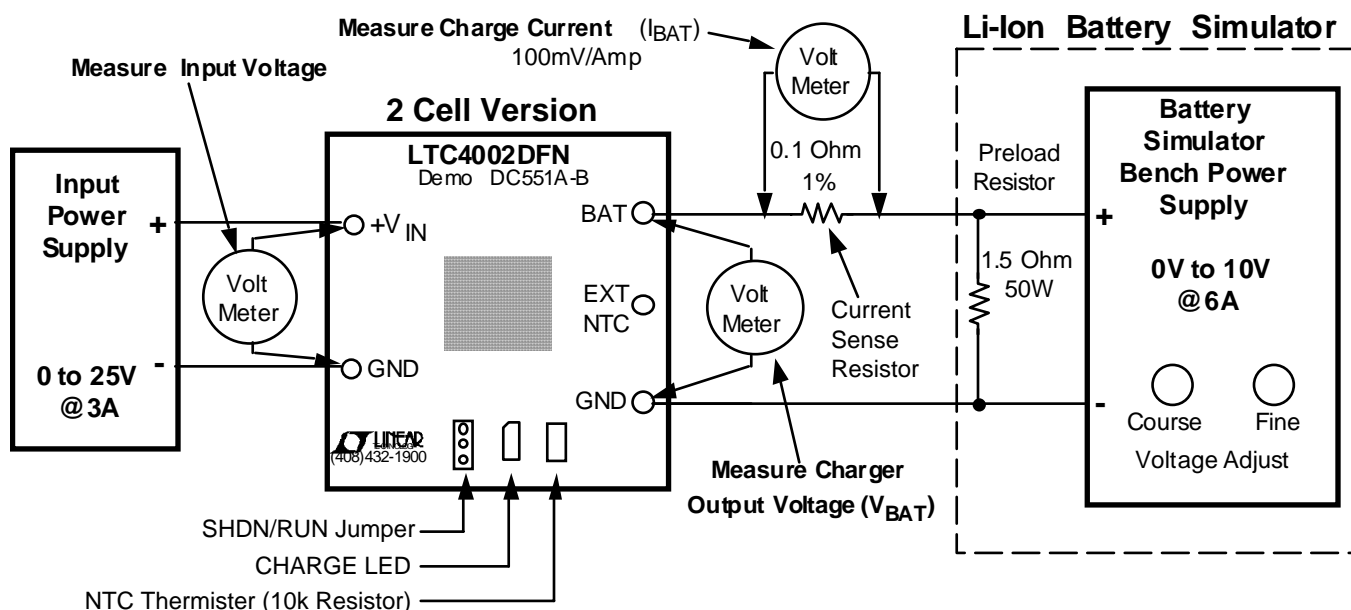 Measure Charge Current (IBAT)
100mV/Amp
Volt
Meter
Li-Ion Battery Simulator
Measure Input Voltage
2 Cell Version
LTC4002DFN
Demo DC551A-B
Input
Power
Supply
+
-
0 to 25V
@3A
Volt
Meter
+VIN
GND
BAT
EXT
NTC
GND
LINEAR
(408)432-1900
0.1 Ohm
1%
Volt
Meter
Current
Sense
Resistor
Preload
Resistor
1.5 Ohm
50W
Battery
Simulator
Bench Power
Supply
+
-
0V to 10V
@6A
Course
Fine
Voltage Adjust
Measure Charger
Output Voltage (VBAT)
SHDN/RUN Jumper
CHARGE LED
NTC Thermister (10k Resistor)